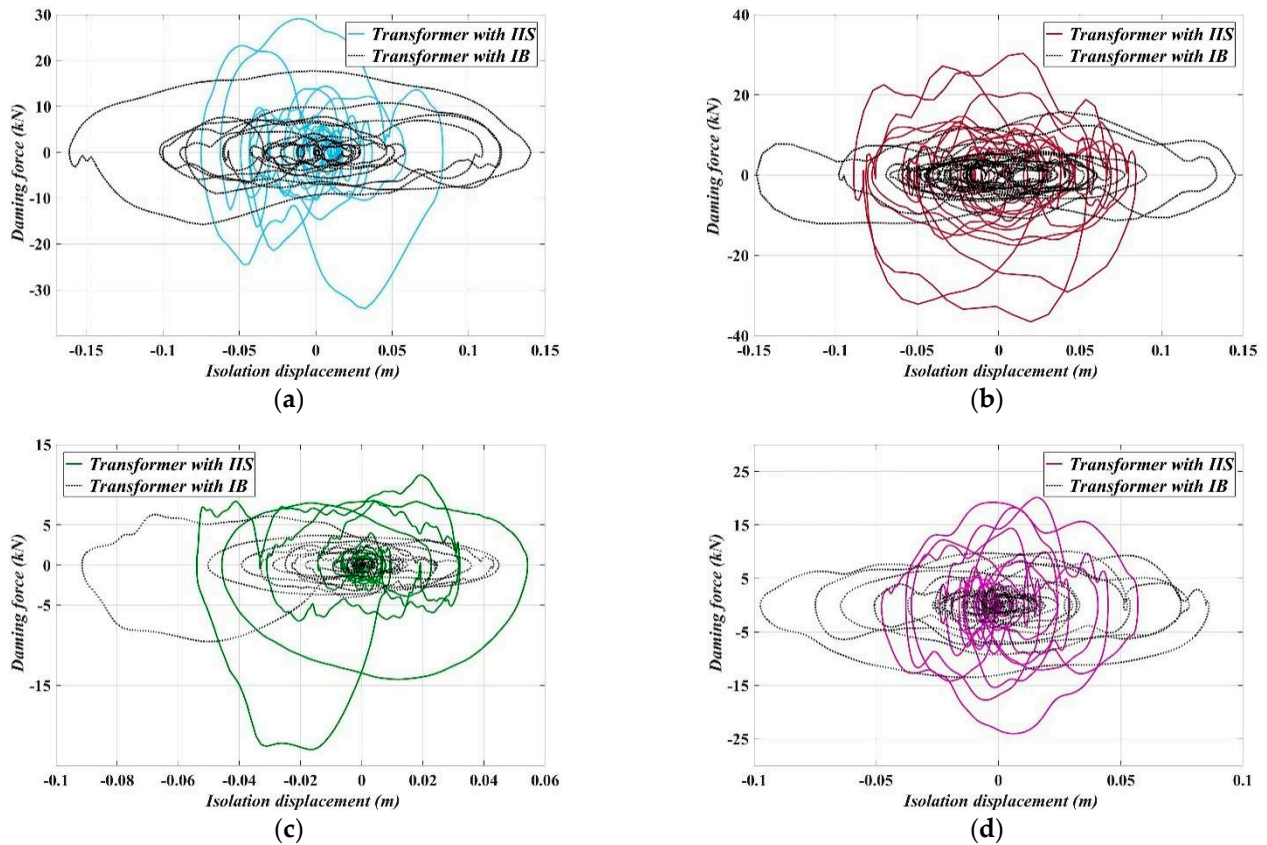 30
20
10
0
-10
-20
-30
-0.15
-0.1
-0.05
0
0.05
0.1
0.15
Daming force (kN)
Isolation displacement (m)
Transformer with IIS
Transformer with IB
(a)
40
20
0
-20
-40
-0.15
-0.1
-0.05
0
0.05
0.1
0.15
Daming force (kN)
Isolation displacement (m)
Transformer with IIS
Transformer with IB
(b)
15
5
0
-5
-15
-0.1
-0.08
-0.06
-0.04
-0.02
0
0.02
0.04
0.06
Daming force (kN)
Isolation displacement (m)
Transformer with IIS
Transformer with IB
(c)
25
15
5
0
-5
-15
-25
-0.1
-0.05
0
0.05
0.1
Daming force (kN)
Isolation displacement (m)
Transformer with IIS
Transformer with IB
(d)